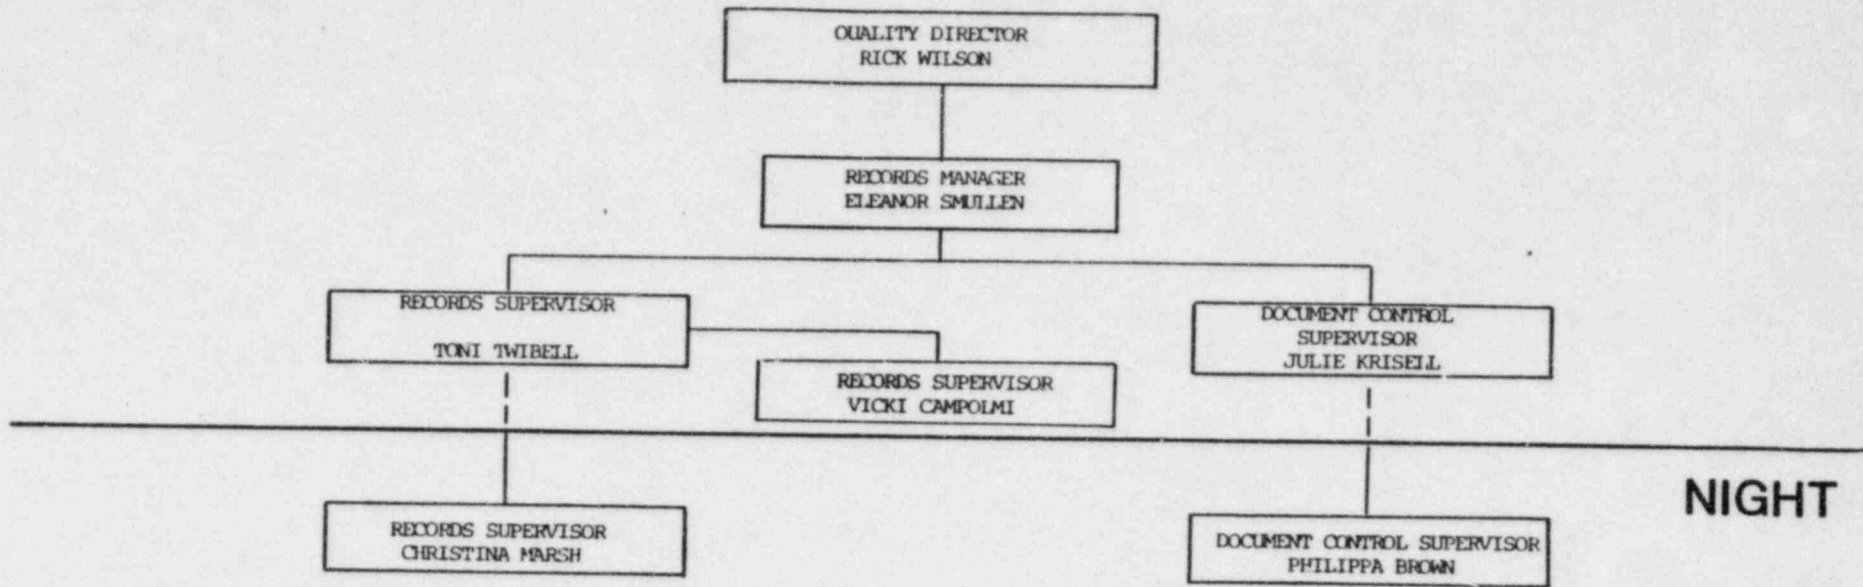 QUALITY DIRECTOR
RICK WILSON
RECORDS MANAGER
ELEANOR SMULLEN
RECORDS SUPERVISOR
TONI TWIBELL
RECORDS SUPERVISOR
VICKI CAMPOLMI
DOCUMENT CONTROL
SUPERVISOR
JULIE KRISELL
NIGHT
RECORDS SUPERVISOR
CHRISTINA MARSH
DOCUMENT CONTROL SUPERVISOR
PHILIPPA BROWN